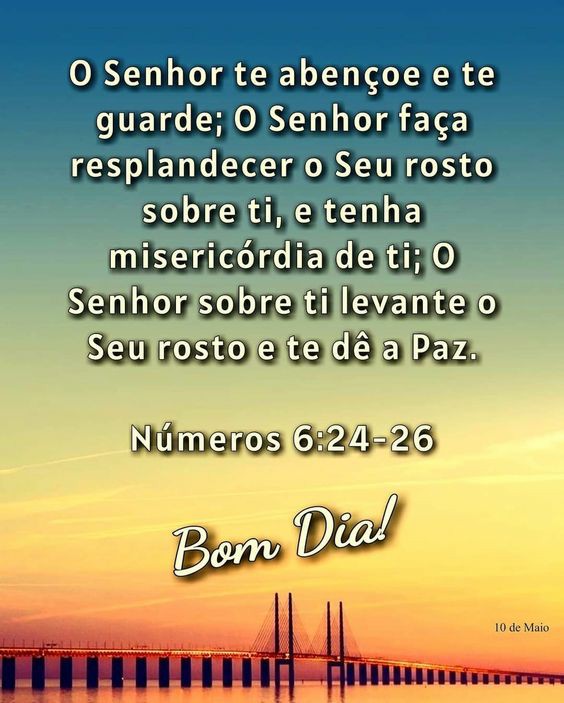 O Senhor te abençoe e te
guarde; O Senhor faça
resplandecer o Seu rosto
sobre ti, e tenha
misericórdia de ti; O
Senhor sobre ti levante o
Seu rosto e te dê a Paz.
Números 6:24-26
Bom Dia!
10 de Maio